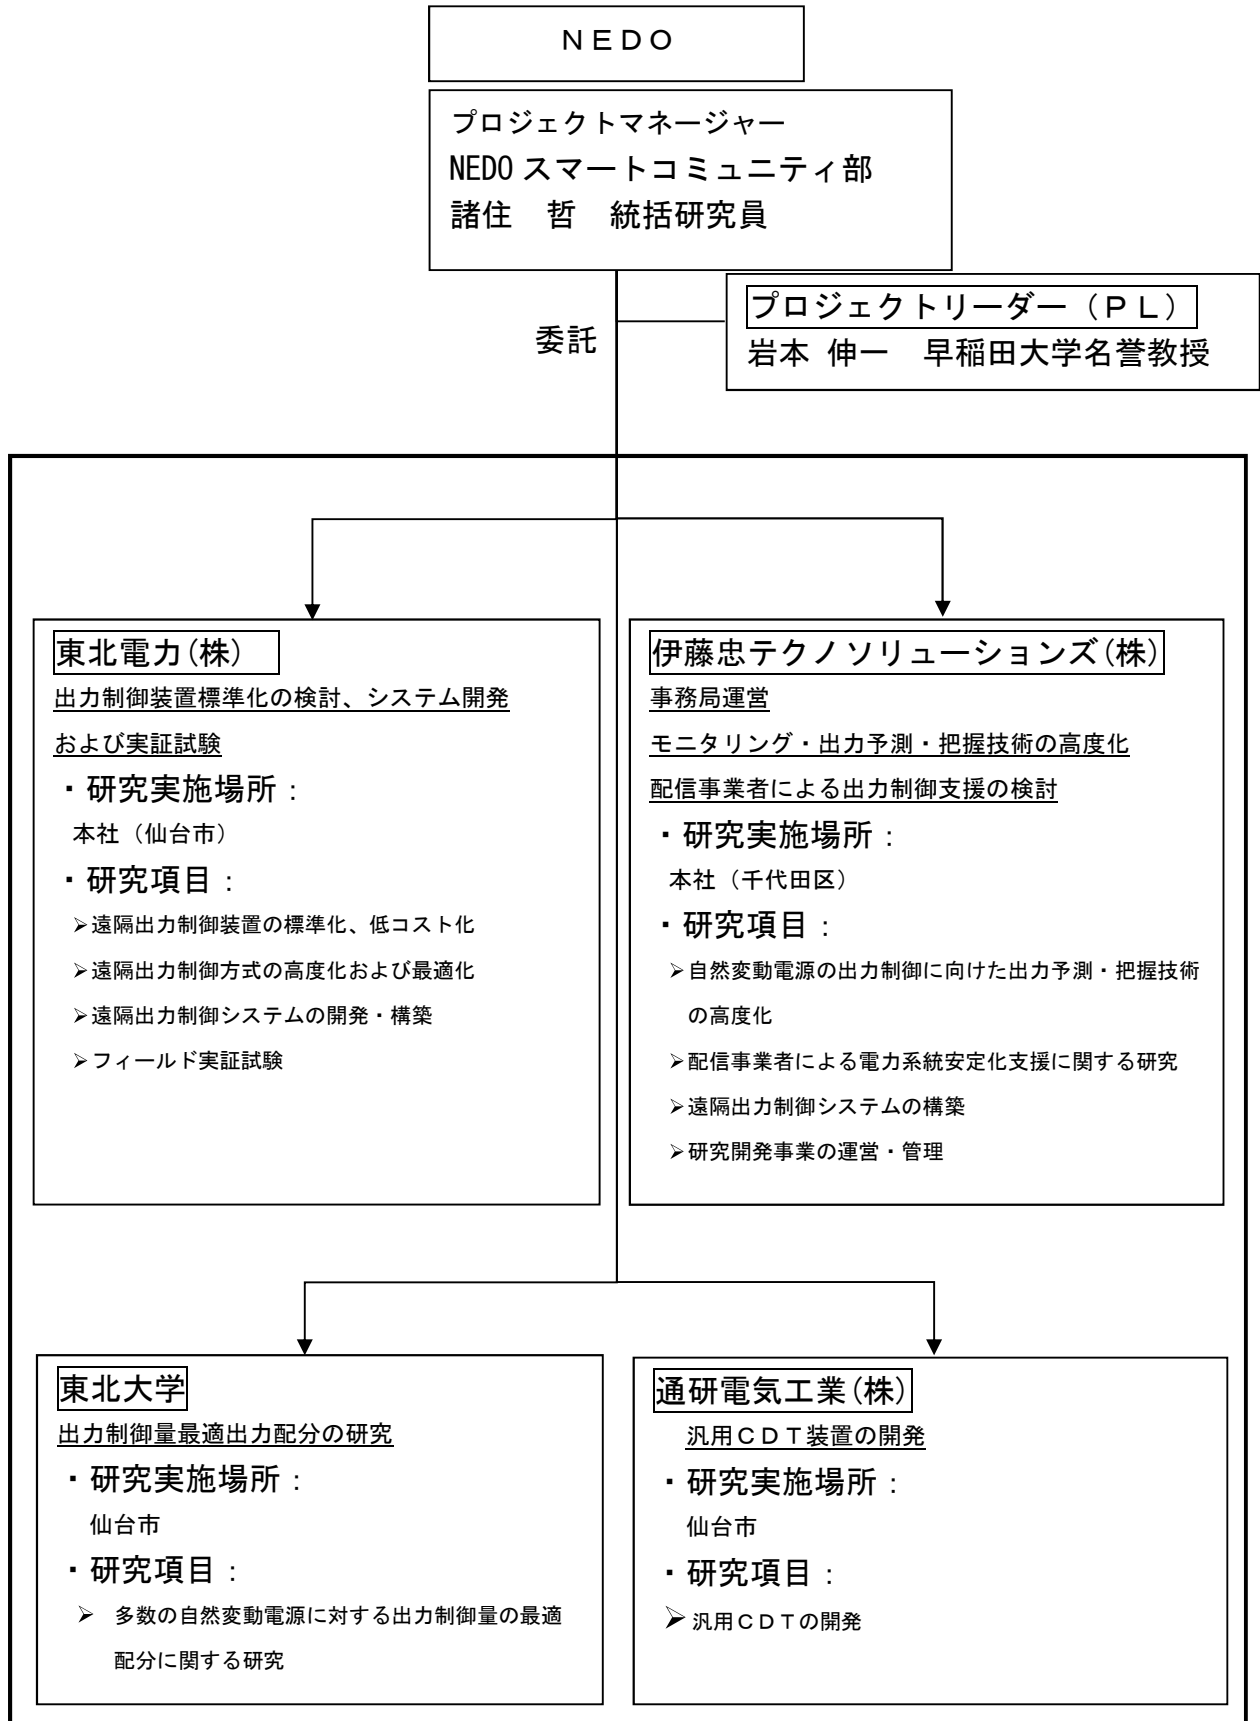 ＮＥＤＯ
プロジェクトマネージャー
NEDO スマートコミュニティ部
諸住　哲　統括研究員
プロジェクトリーダー（ＰＬ）
岩本 伸一　早稲田大学名誉教授
委託
東北電力(株)
出力制御装置標準化の検討、システム開発
および実証試験
・研究実施場所：
本社（仙台市）
・研究項目：
➢遠隔出力制御装置の標準化、低コスト化
➢遠隔出力制御方式の高度化および最適化
➢遠隔出力制御システムの開発・構築
➢フィールド実証試験
伊藤忠テクノソリューションズ(株)
事務局運営
モニタリング・出力予測・把握技術の高度化
配信事業者による出力制御支援の検討
・研究実施場所：
本社（千代田区）
・研究項目：
➢自然変動電源の出力制御に向けた出力予測・把握技術
の高度化
➢配信事業者による電力系統安定化支援に関する研究
➢遠隔出力制御システムの構築
➢研究開発事業の運営・管理
東北大学
出力制御量最適出力配分の研究
・研究実施場所：
仙台市
・研究項目：
➢ 多数の自然変動電源に対する出力制御量の最適
配分に関する研究
通研電気工業(株)
汎用ＣＤＴ装置の開発
・研究実施場所：
仙台市
・研究項目：
➢汎用ＣＤＴの開発